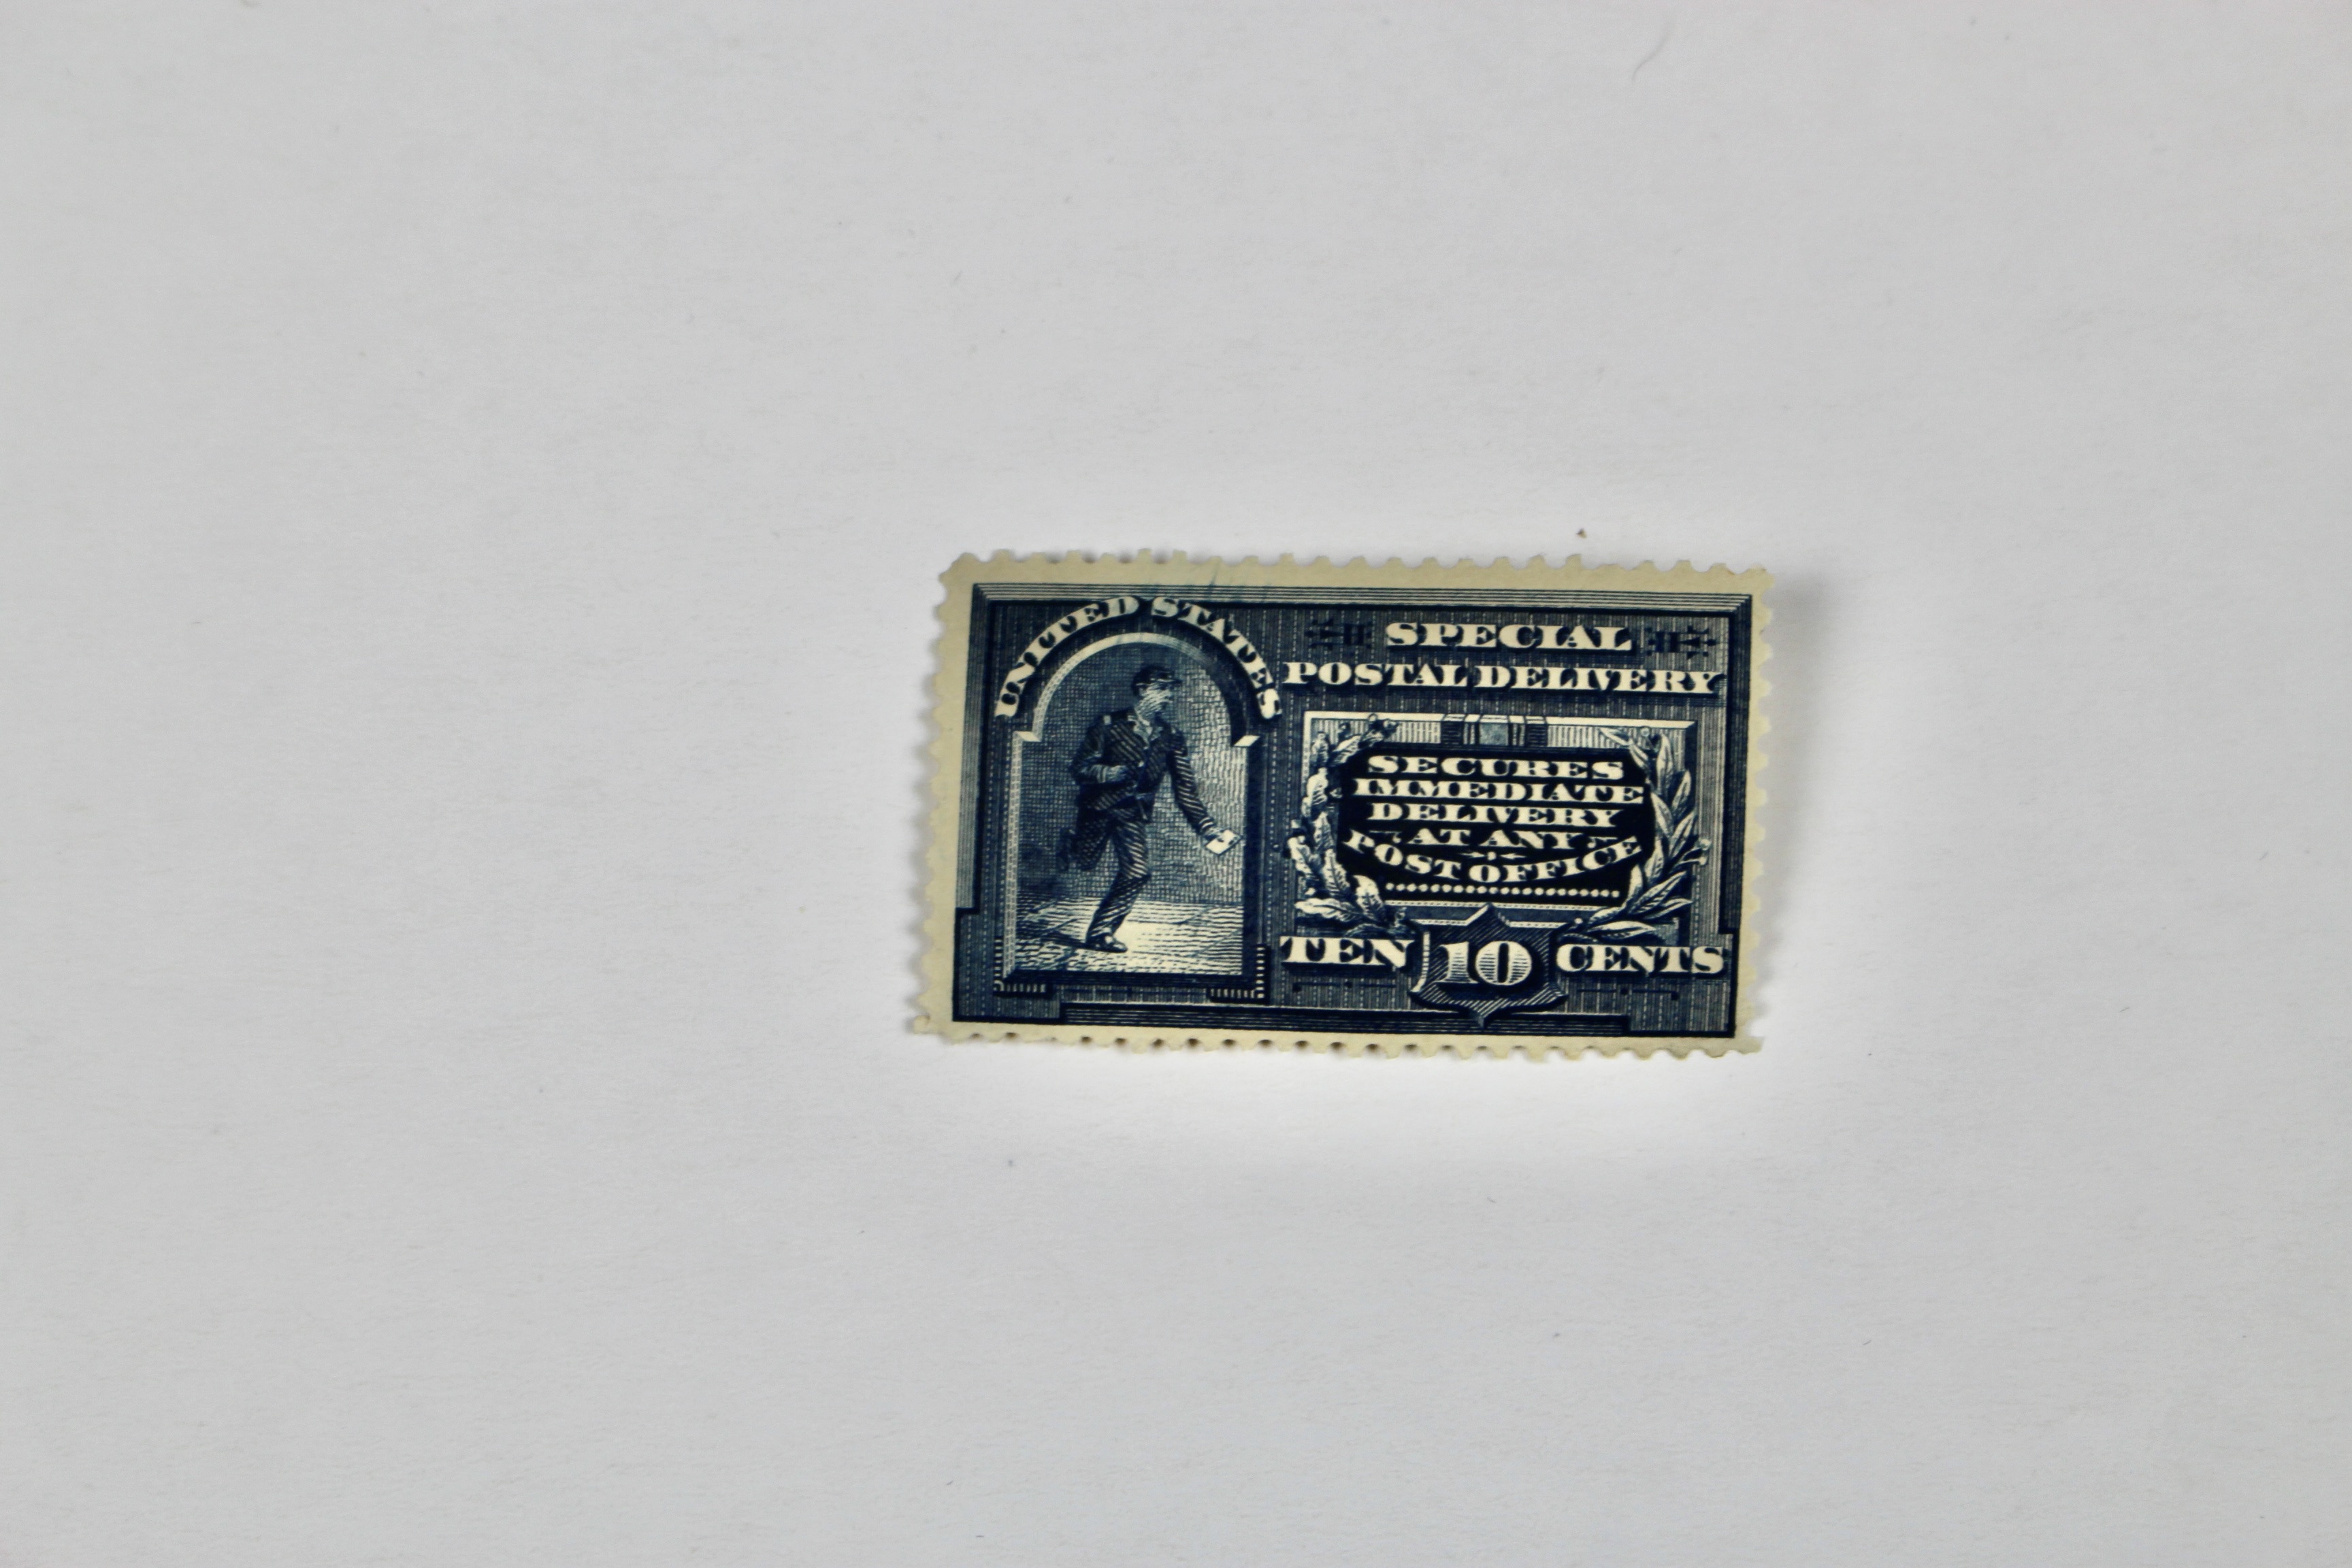 UNITED STATES
SPECIAL
POSTAL DELIVERY
SECURES
IMMEDIATE
DELIVERY
AT ANY
POST OFFICE
TEN 10 CENTS